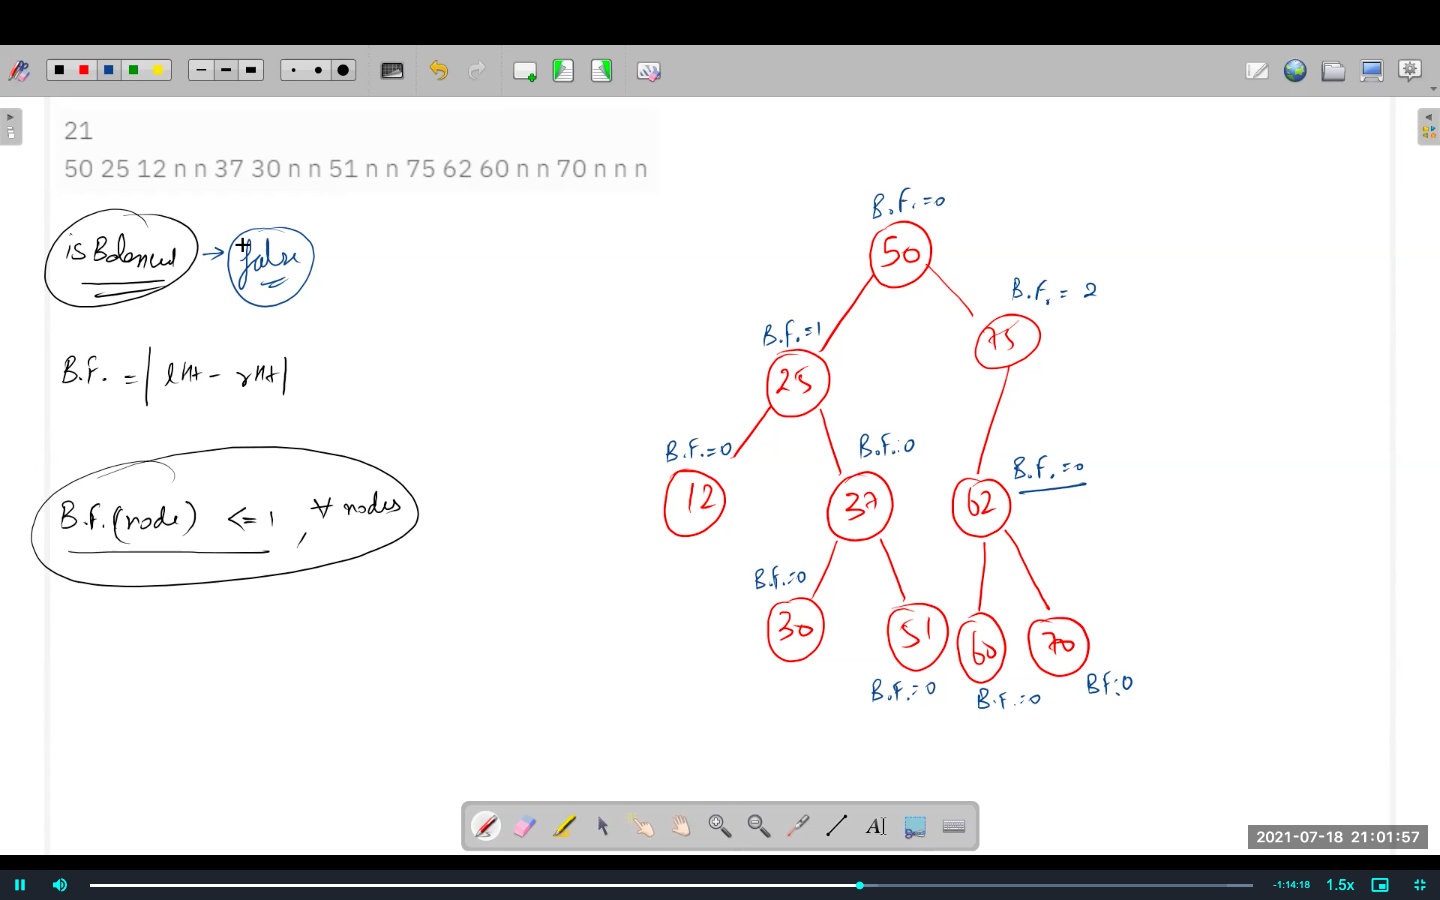 21
50 25 12 n n 37 30 n n 51 n n 75 62 60 n n 70 n n n
isBalanced → false
B.F. = | lHt - rHt |
B.F.(node) <= 1 , ∀ nodes
B.F. = 0
50
B.F. = 2
75
B.F. = 1
25
B.F. = 0
12
B.F. : 0
37
B.F. = 0
62
B.F. = 0
30
51
B.F. = 0
60
B.F. = 0
70
BF : 0
AI
2021-07-18 21:01:57
-1:14:18
1.5x